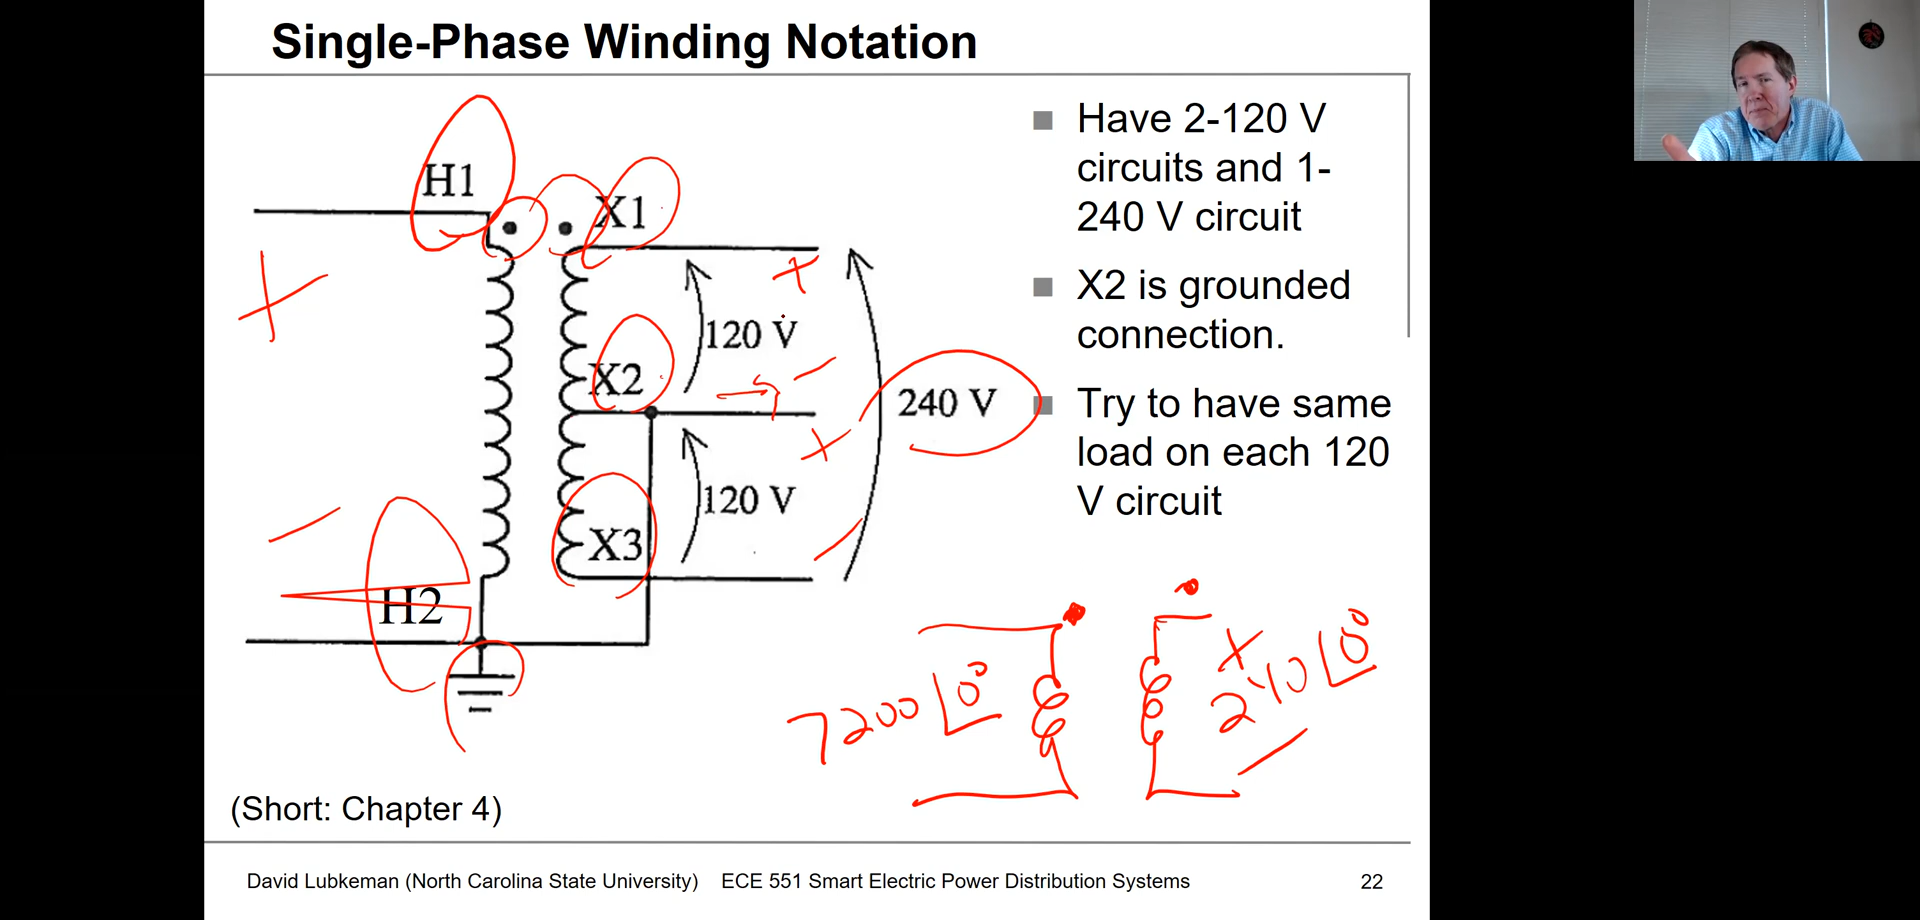 Single-Phase Winding Notation
H1
X1
120 V
X2
240 V
120 V
X3
H2
Have 2-120 V
circuits and 1-
240 V circuit
X2 is grounded
connection.
Try to have same
load on each 120
V circuit
+
-
+
-
+
-
7200 0°
+
240 0°
-
(Short: Chapter 4)
David Lubkeman (North Carolina State University) ECE 551 Smart Electric Power Distribution Systems 22